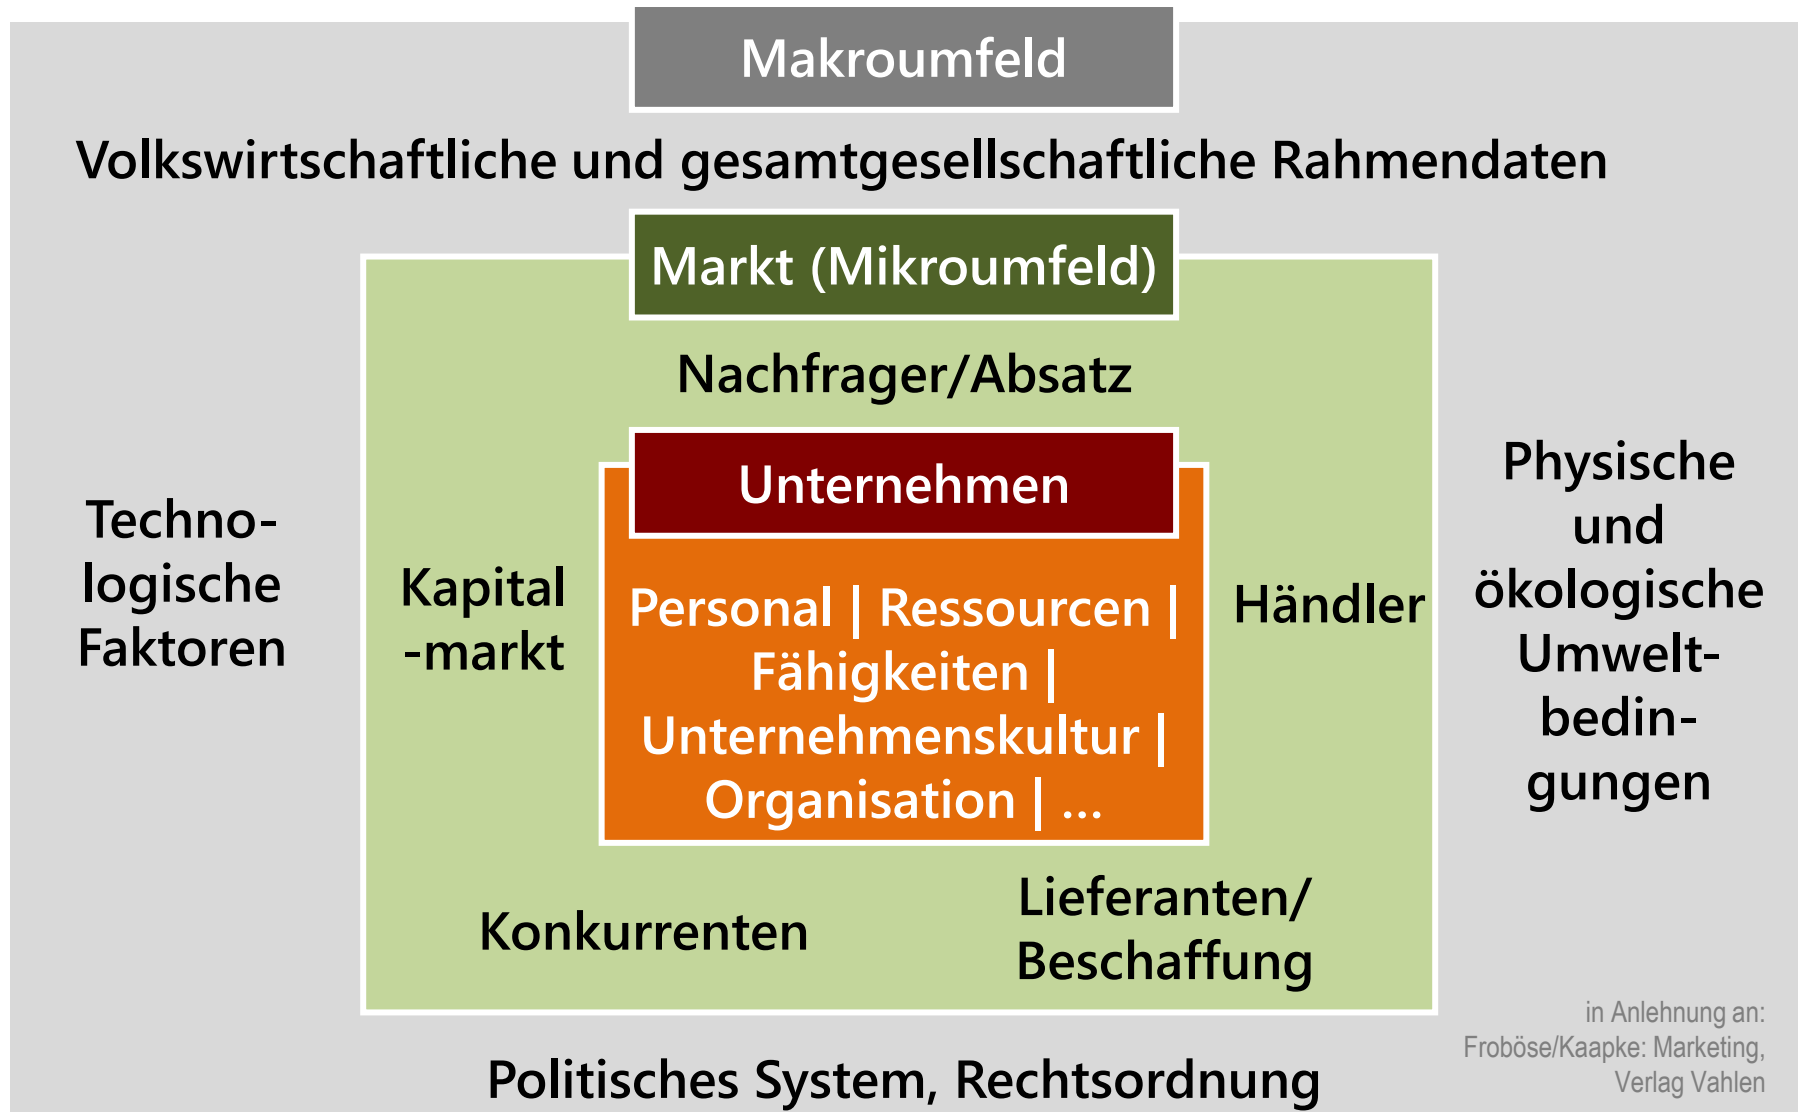 Makroumfeld
Volkswirtschaftliche und gesamtgesellschaftliche Rahmendaten
Markt (Mikroumfeld)
Nachfrager/Absatz
Unternehmen
Personal | Ressourcen |
Fähigkeiten |
Unternehmenskultur |
Organisation | ...
Techno-
logische
Faktoren
Kapital
-markt
Händler
Physische
und
ökologische
Umwelt-
bedin-
gungen
Konkurrenten
Lieferanten/
Beschaffung
Politisches System, Rechtsordnung
in Anlehnung an:
Froböse/Kaapke: Marketing,
Verlag Vahlen